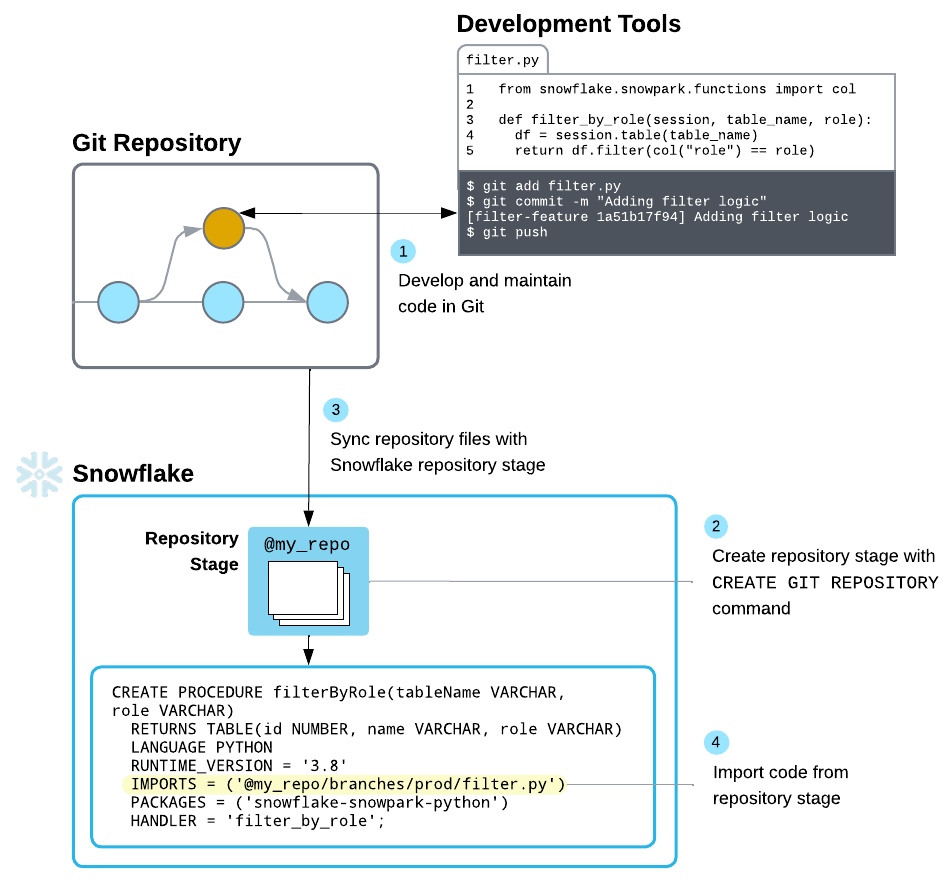 Development Tools
filter.py
1 from snowflake.snowpark.functions import col
2
3 def filter_by_role(session, table_name, role):
4 df = session.table(table_name)
5 return df.filter(col("role") == role)
$ git add filter.py
$ git commit -m "Adding filter logic"
[filter-feature 1a51b17f94] Adding filter logic
$ git push
Git Repository
1
Develop and maintain
code in Git
3
Sync repository files with
Snowflake repository stage
Snowflake
Repository
Stage
@my_repo
2
Create repository stage with
CREATE GIT REPOSITORY
command
CREATE PROCEDURE filterByRole(tableName VARCHAR,
role VARCHAR)
RETURNS TABLE(id NUMBER, name VARCHAR, role VARCHAR)
LANGUAGE PYTHON
RUNTIME_VERSION = '3.8'
IMPORTS = ('@my_repo/branches/prod/filter.py')
PACKAGES = ('snowflake-snowpark-python')
HANDLER = 'filter_by_role';
4
Import code from
repository stage